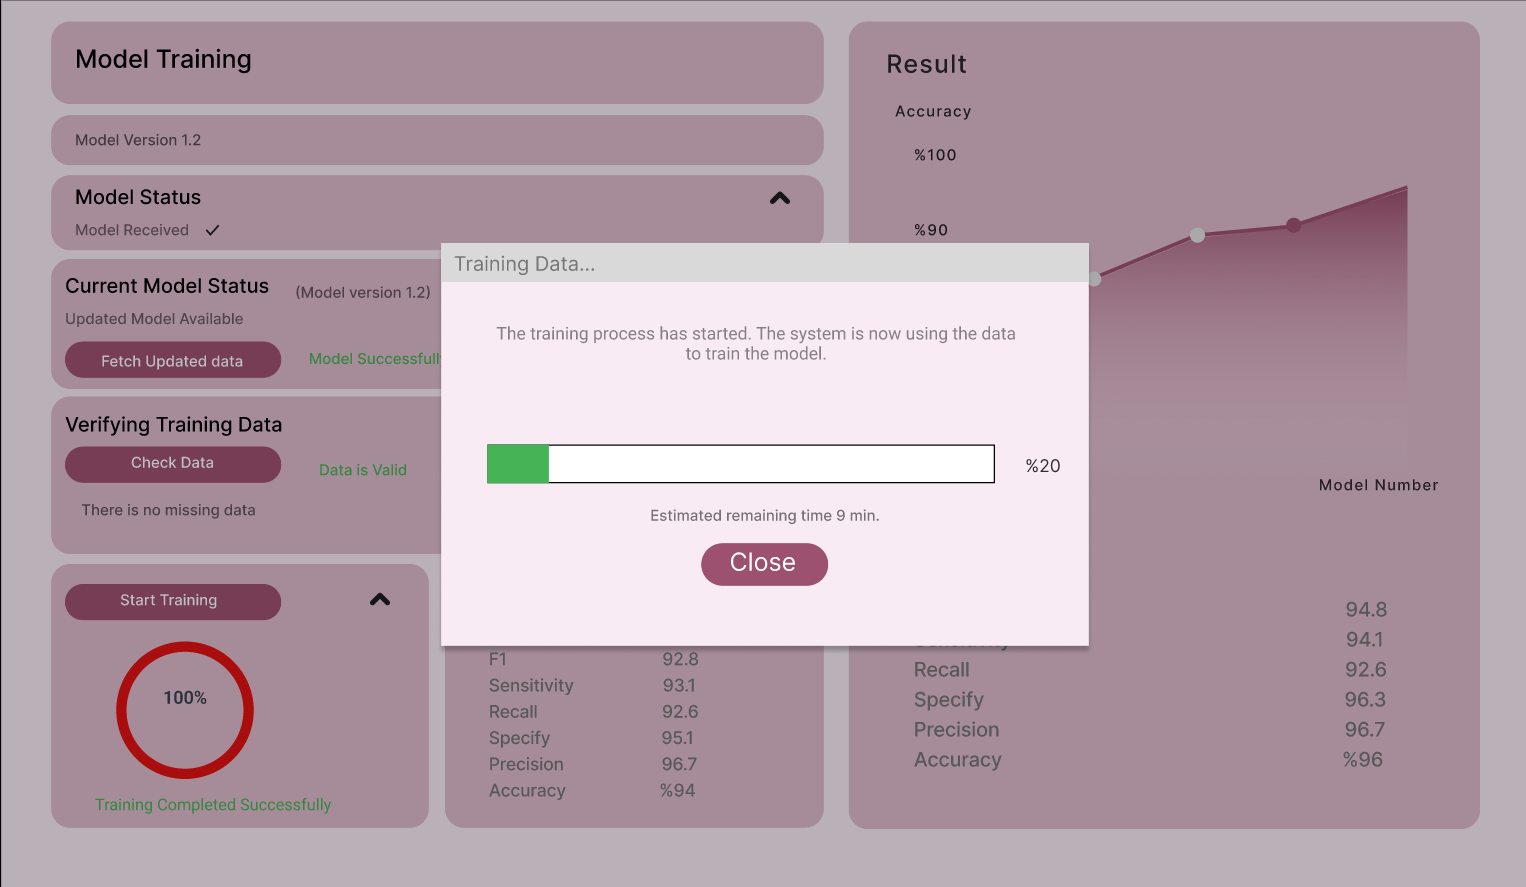 Model Training
Model Version 1.2
Model Status
Model Received
Current Model Status (Model version 1.2)
Updated Model Available
Fetch Updated data
Model Successfull
Verifying Training Data
Check Data
Data is Valid
There is no missing data
Start Training
100%
Training Completed Successfully
Training Data...
The training process has started. The system is now using the data
to train the model.
%20
Estimated remaining time 9 min.
Close
F1 92.8
Sensitivity 93.1
Recall 92.6
Specify 95.1
Precision 96.7
Accuracy %94
Result
Accuracy
%100
%90
Model Number
94.8
94.1
Recall 92.6
Specify 96.3
Precision 96.7
Accuracy %96